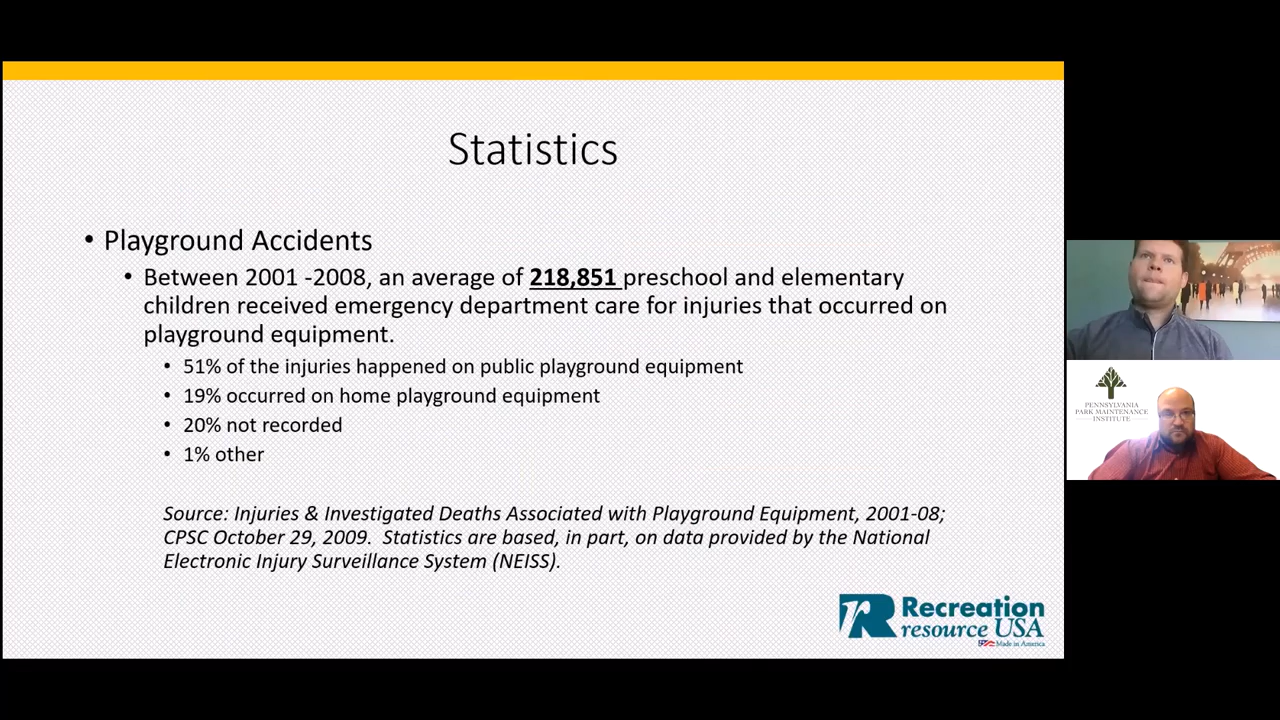 Statistics
• Playground Accidents
• Between 2001 -2008, an average of 218,851 preschool and elementary
children received emergency department care for injuries that occurred on
playground equipment.
• 51% of the injuries happened on public playground equipment
• 19% occurred on home playground equipment
• 20% not recorded
• 1% other
Source: Injuries & Investigated Deaths Associated with Playground Equipment, 2001-08;
CPSC October 29, 2009. Statistics are based, in part, on data provided by the National
Electronic Injury Surveillance System (NEISS).
Recreation
resource USA
Made in America
PENNSYLVANIA
PARK MAINTENANCE
INSTITUTE